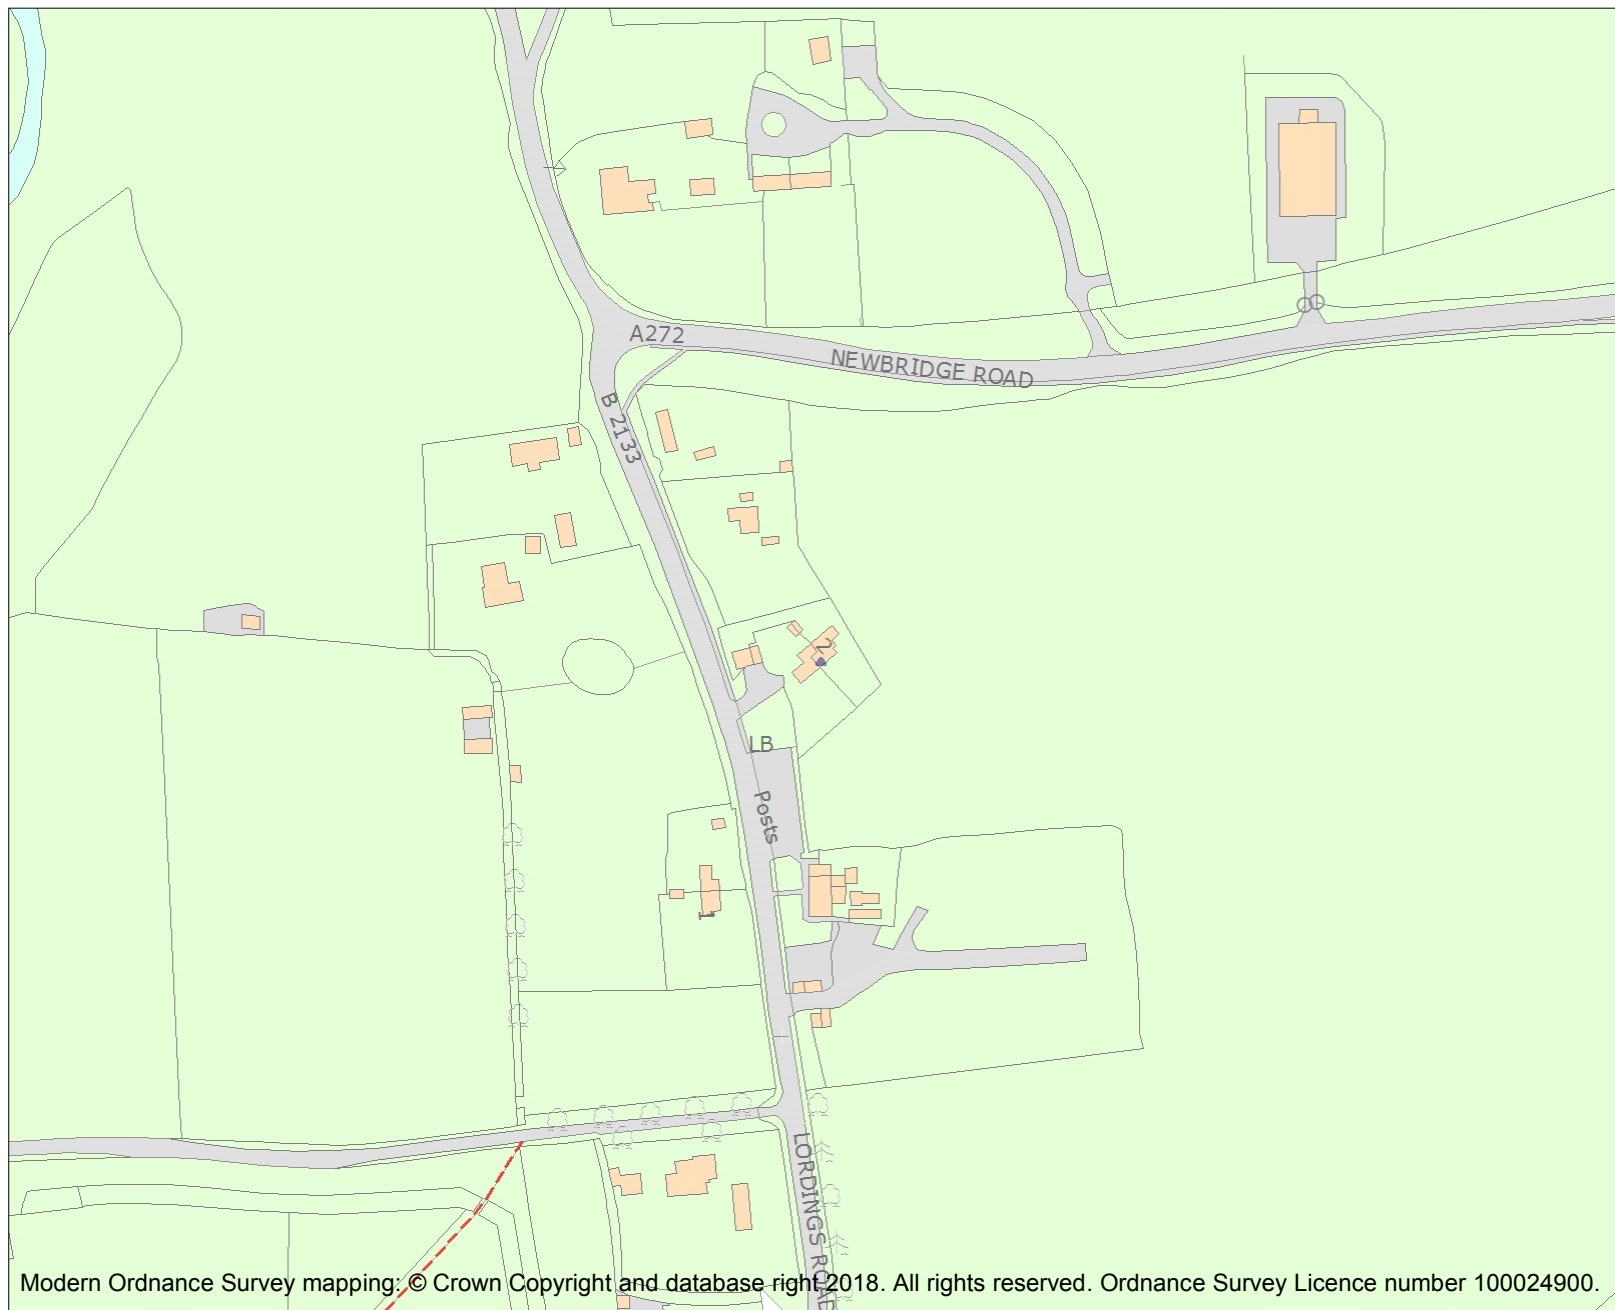 A272
NEWBRIDGE ROAD
B 2133
2
LB
Posts
1
LORDINGS ROAD
Modern Ordnance Survey mapping: © Crown Copyright and database right 2018. All rights reserved. Ordnance Survey Licence number 100024900.